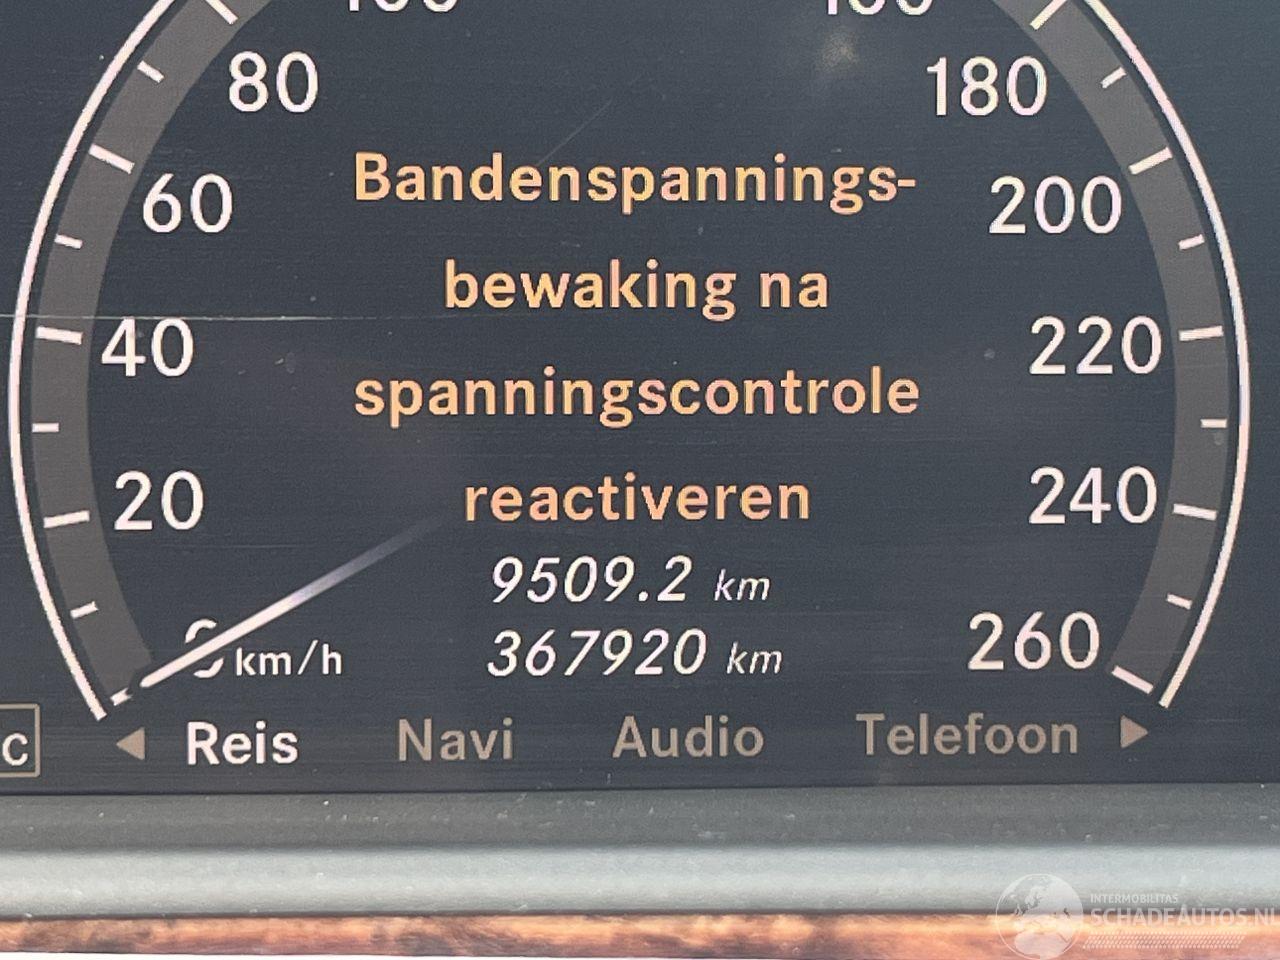 80
180
60
200
40
220
20
240
260
Bandenspannings-
bewaking na
spanningscontrole
reactiveren
9509.2 km
367920 km
km/h
C
Reis Navi Audio Telefoon
INTERMOBILITAS
SCHADEAUTOS.NL